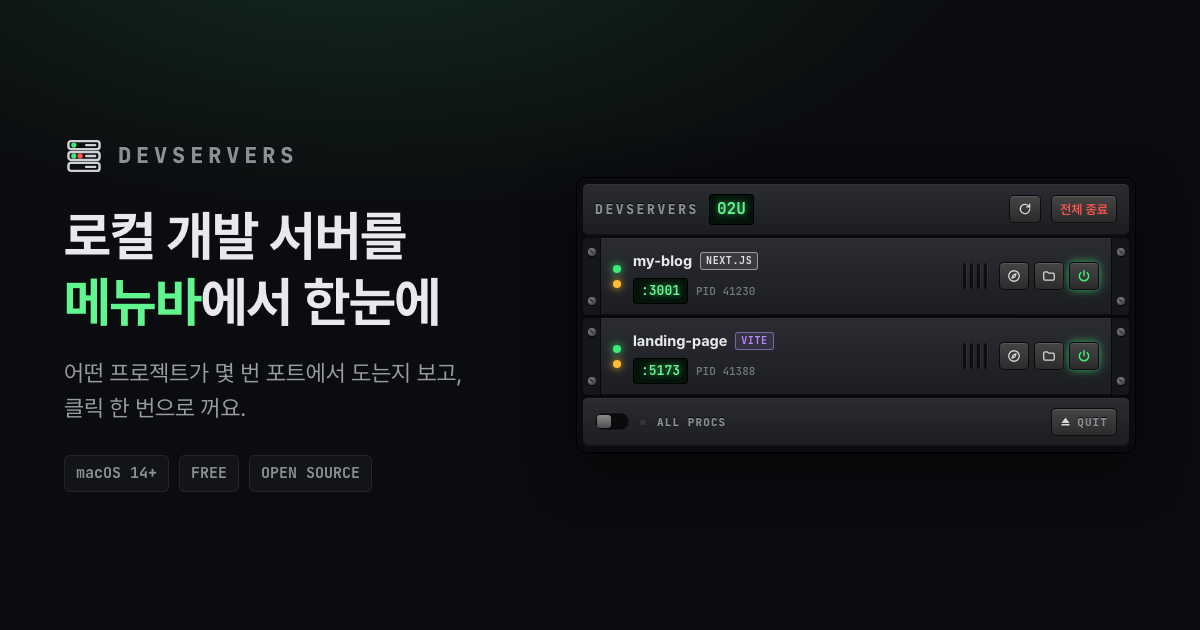 DEVSERVERS
로컬 개발 서버를
메뉴바에서 한눈에
어떤 프로젝트가 몇 번 포트에서 도는지 보고,
클릭 한 번으로 꺼요.
macOS 14+ FREE OPEN SOURCE
DEVSERVERS 02U 전체 종료
my-blog NEXT.JS
:3001 PID 41230
landing-page VITE
:5173 PID 41388
ALL PROCS QUIT